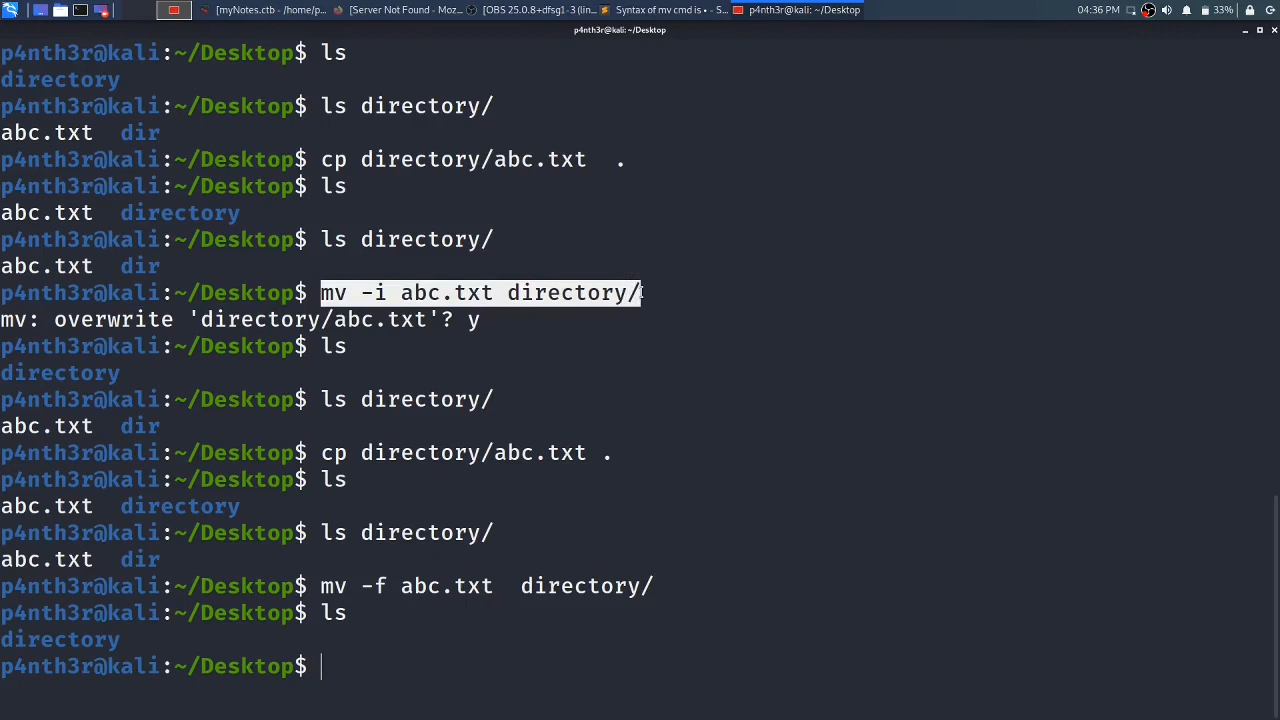 [myNotes.ctb - /home/p... [Server Not Found - Moz... [OBS 25.0.8+dfsg1-3 (lin... Syntax of mv cmd is • - S... p4nth3r@kali: ~/Desktop 04:36 PM 33%
p4nth3r@kali: ~/Desktop
p4nth3r@kali:~/Desktop$ ls
directory
p4nth3r@kali:~/Desktop$ ls directory/
abc.txt  dir
p4nth3r@kali:~/Desktop$ cp directory/abc.txt  .
p4nth3r@kali:~/Desktop$ ls
abc.txt  directory
p4nth3r@kali:~/Desktop$ ls directory/
abc.txt  dir
p4nth3r@kali:~/Desktop$ mv -i abc.txt directory/
mv: overwrite 'directory/abc.txt'? y
p4nth3r@kali:~/Desktop$ ls
directory
p4nth3r@kali:~/Desktop$ ls directory/
abc.txt  dir
p4nth3r@kali:~/Desktop$ cp directory/abc.txt .
p4nth3r@kali:~/Desktop$ ls
abc.txt  directory
p4nth3r@kali:~/Desktop$ ls directory/
abc.txt  dir
p4nth3r@kali:~/Desktop$ mv -f abc.txt  directory/
p4nth3r@kali:~/Desktop$ ls
directory
p4nth3r@kali:~/Desktop$